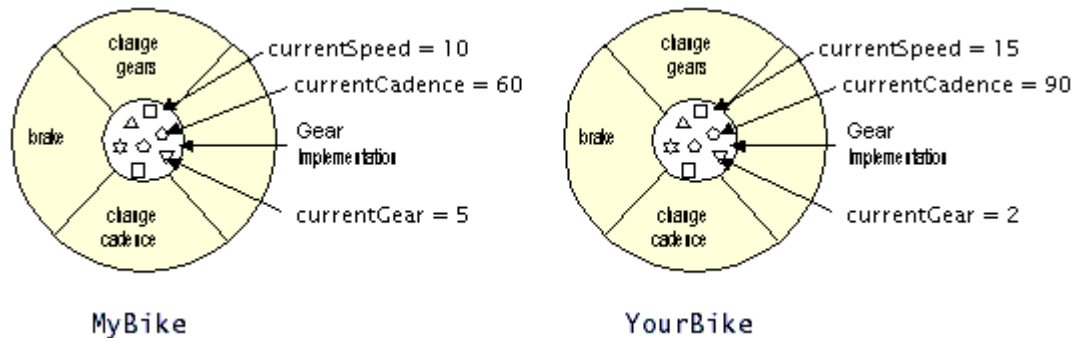 change
gears
currentSpeed = 10
currentCadence = 60
brake
Gear
Implementation
change
cadence
currentGear = 5
MyBike
change
gears
currentSpeed = 15
currentCadence = 90
brake
Gear
Implementation
change
cadence
currentGear = 2
YourBike